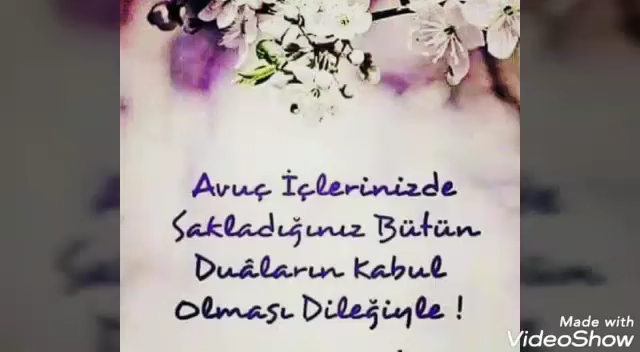 Avuç İçlerinizde
Sakladığınız Bütün
Duâların Kabul
Olması Dileğiyle !
Made with
VideoShow